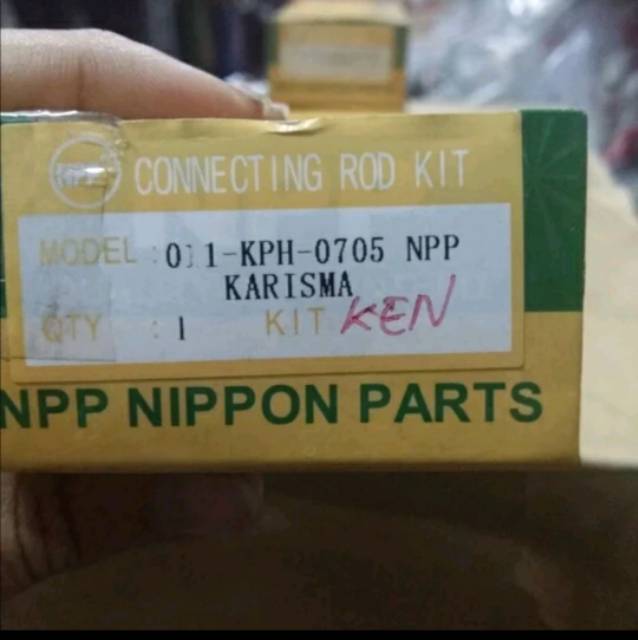 CONNECTING ROD KIT
MODEL : 011-KPH-0705 NPP
KARISMA
QTY : 1 KIT KEN
NPP NIPPON PARTS